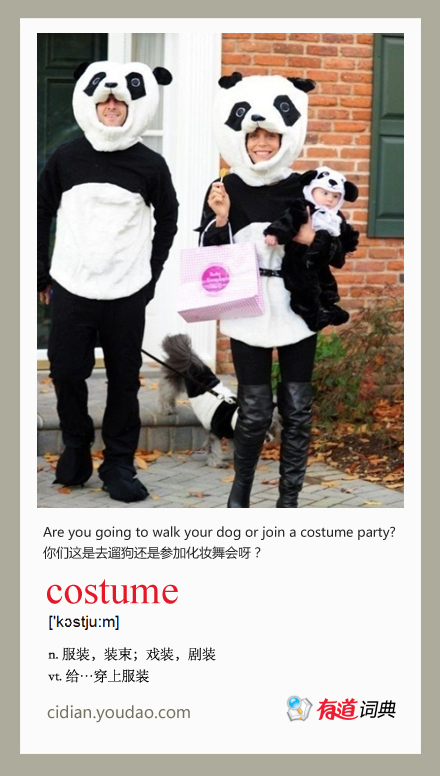 Are you going to walk your dog or join a costume party?
你们这是去遛狗还是参加化妆舞会呀？
costume
['kɔstju:m]
n. 服装，装束；戏装，剧装
vt. 给…穿上服装
cidian.youdao.com
有道词典